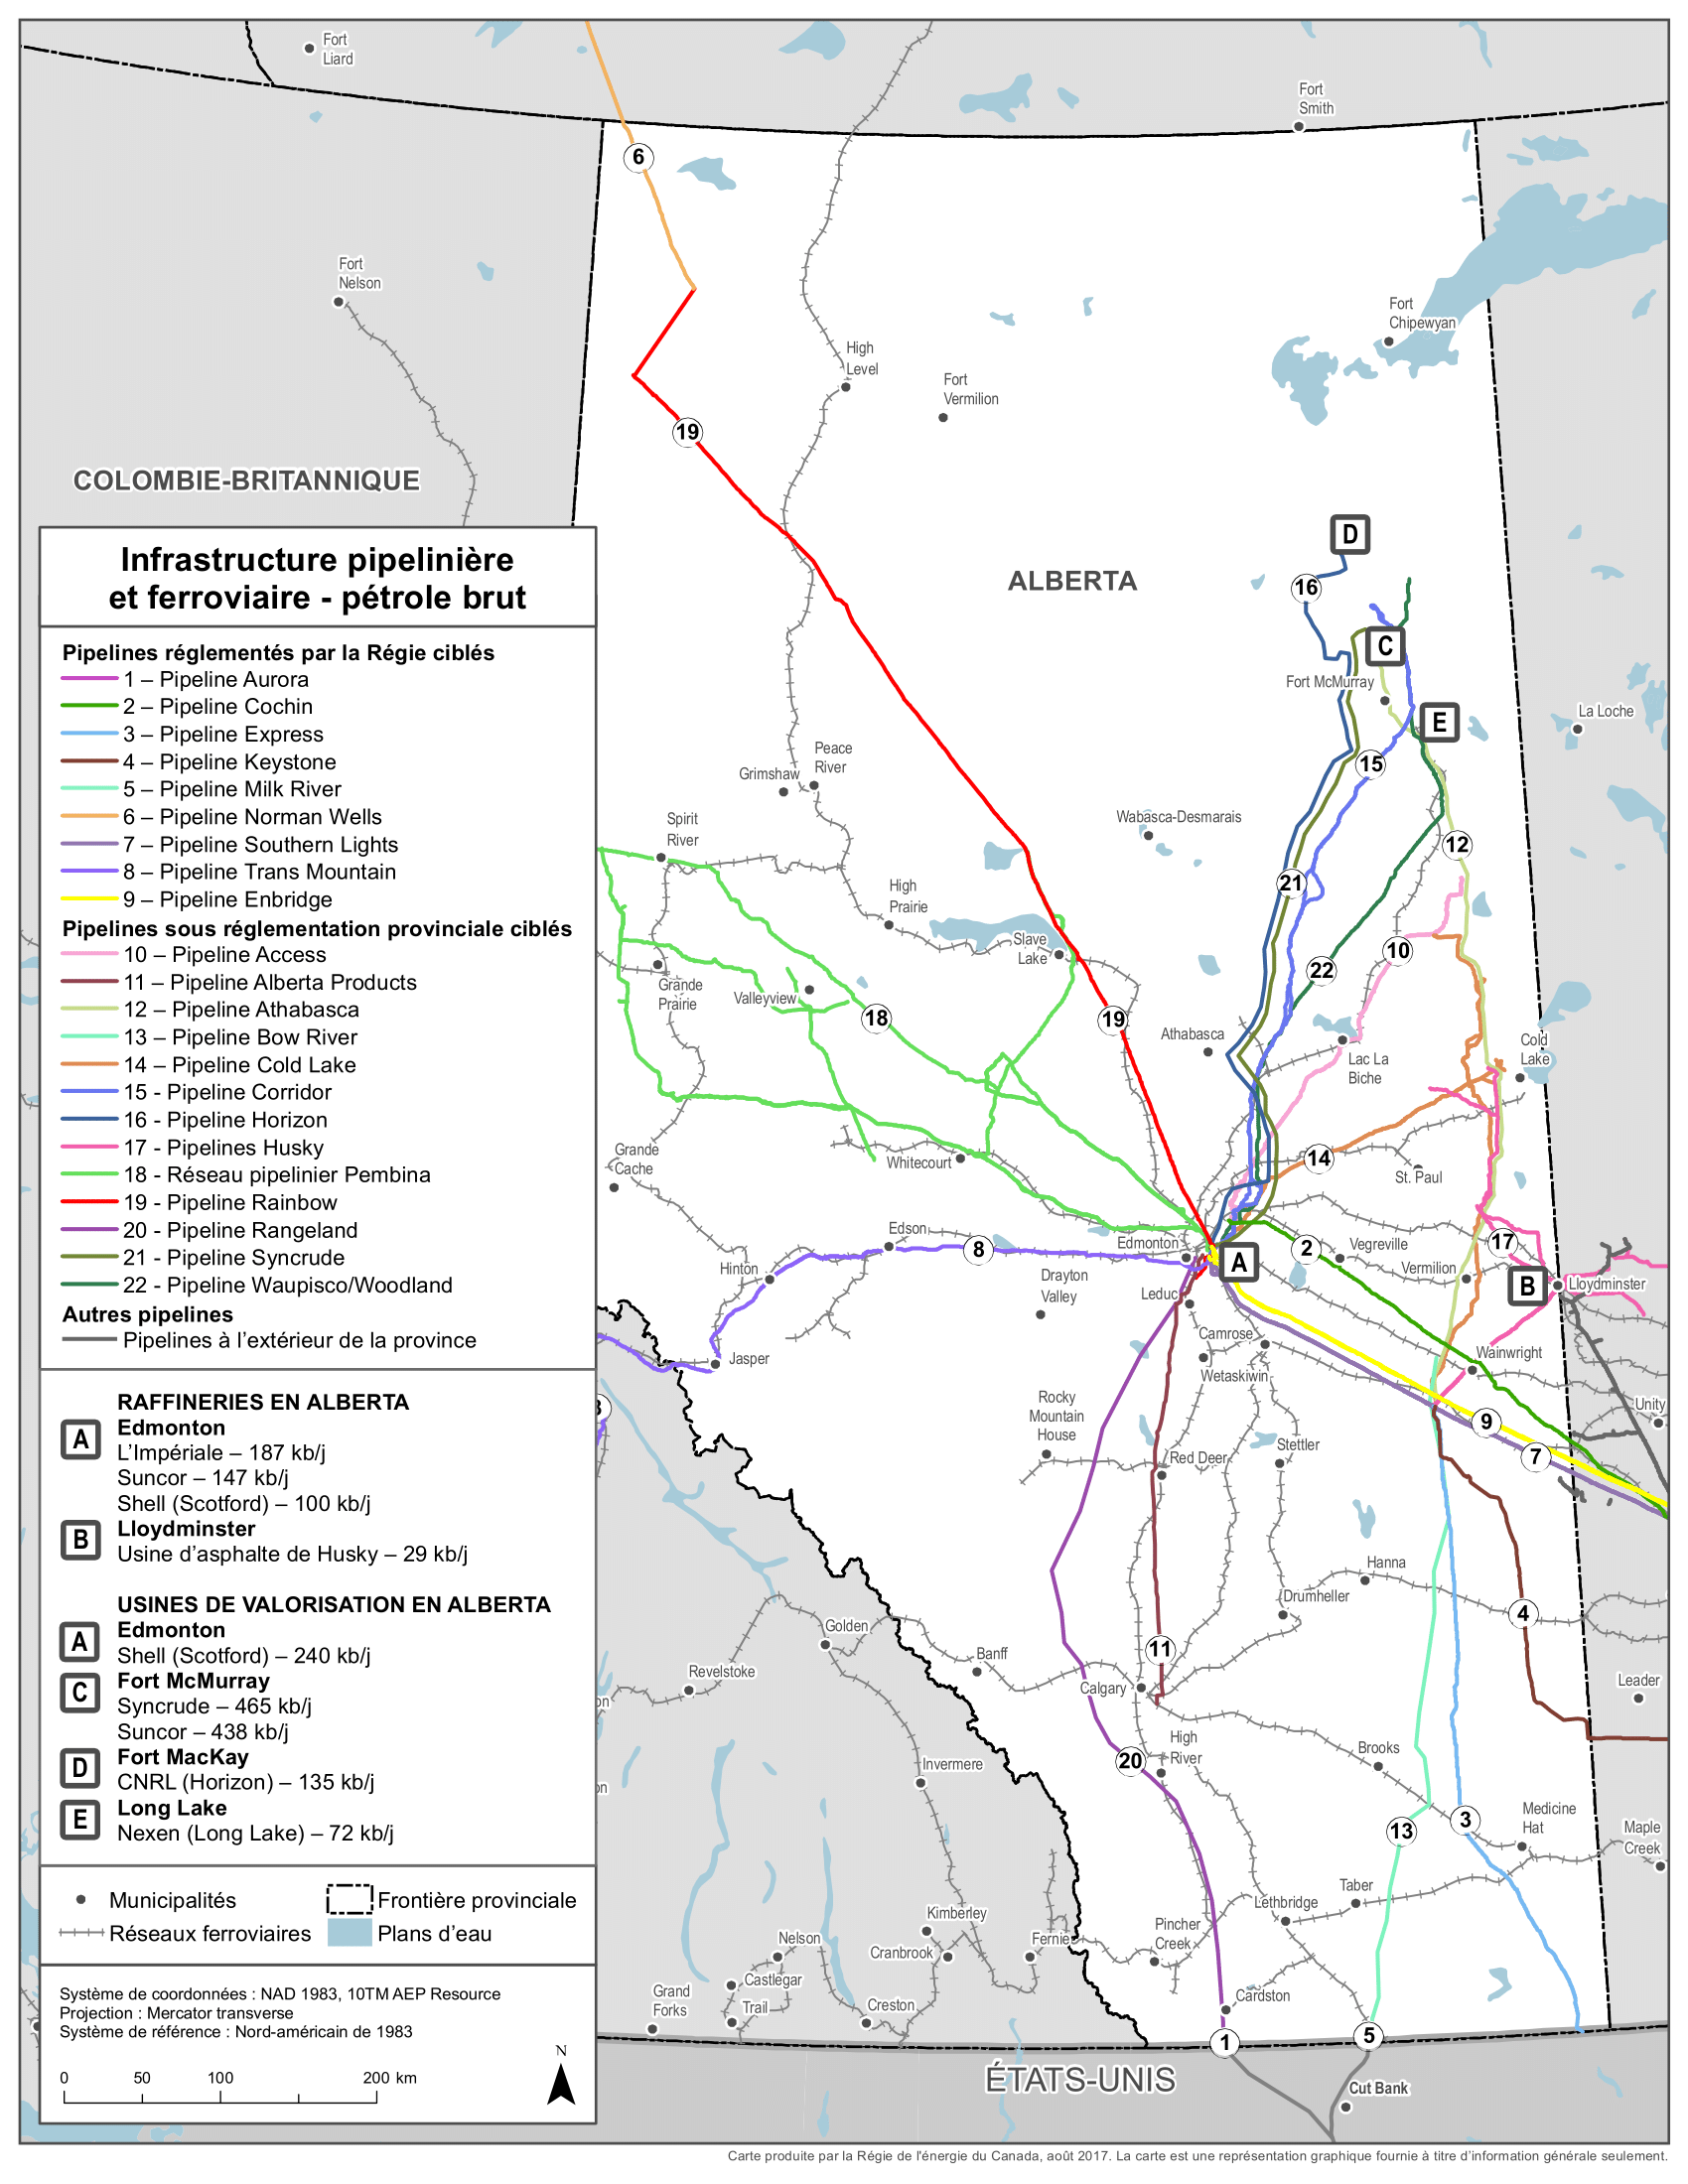 Fort
Liard
Fort
Smith
6
Fort
Nelson
Fort
Chipewyan
High
Level
Fort
Vermilion
19
COLOMBIE-BRITANNIQUE
ALBERTA
D
16
C
Fort McMurray
E
La Loche
15
Peace
River
Grimshaw
Spirit
River
Wabasca-Desmarais
12
21
High
Prairie
Slave
Lake
10
22
Grande
Prairie
Valleyview
18
19
Athabasca
Lac La
Biche
Cold
Lake
Grande
Cache
Whitecourt
14
St. Paul
Edson
8
Edmonton
A
2
Vegreville
17
Hinton
Drayton
Valley
Leduc
Vermilion
B
Lloydminster
Camrose
Jasper
Wetaskiwin
Wainwright
Rocky
Mountain
House
9
Unity
7
Stettler
Red Deer
Hanna
Drumheller
4
Golden
11
Banff
Revelstoke
Calgary
Leader
High
River
20
Brooks
Invermere
3
Medicine
Hat
13
Maple
Creek
Taber
Lethbridge
Kimberley
Pincher
Creek
Nelson
Cranbrook
Fernie
Castlegar
Grand
Forks
Trail
Creston
Cardston
1
5
ÉTATS-UNIS
Cut Bank
Infrastructure pipelinière
et ferroviaire - pétrole brut
Pipelines réglementés par la Régie ciblés
1 – Pipeline Aurora
2 – Pipeline Cochin
3 – Pipeline Express
4 – Pipeline Keystone
5 – Pipeline Milk River
6 – Pipeline Norman Wells
7 – Pipeline Southern Lights
8 – Pipeline Trans Mountain
9 – Pipeline Enbridge
Pipelines sous réglementation provinciale ciblés
10 – Pipeline Access
11 – Pipeline Alberta Products
12 – Pipeline Athabasca
13 – Pipeline Bow River
14 – Pipeline Cold Lake
15 - Pipeline Corridor
16 - Pipeline Horizon
17 - Pipelines Husky
18 - Réseau pipelinier Pembina
19 - Pipeline Rainbow
20 - Pipeline Rangeland
21 - Pipeline Syncrude
22 - Pipeline Waupisco/Woodland
Autres pipelines
Pipelines à l'extérieur de la province
RAFFINERIES EN ALBERTA
A Edmonton
L'Impériale – 187 kb/j
Suncor – 147 kb/j
Shell (Scotford) – 100 kb/j
B Lloydminster
Usine d'asphalte de Husky – 29 kb/j
USINES DE VALORISATION EN ALBERTA
A Edmonton
Shell (Scotford) – 240 kb/j
C Fort McMurray
Syncrude – 465 kb/j
Suncor – 438 kb/j
D Fort MacKay
CNRL (Horizon) – 135 kb/j
E Long Lake
Nexen (Long Lake) – 72 kb/j
Municipalités
Frontière provinciale
Réseaux ferroviaires
Plans d'eau
Système de coordonnées : NAD 1983, 10TM AEP Resource
Projection : Mercator transverse
Système de référence : Nord-américain de 1983
N
0 50 100 200 km
Carte produite par la Régie de l'énergie du Canada, août 2017. La carte est une représentation graphique fournie à titre d'information générale seulement.